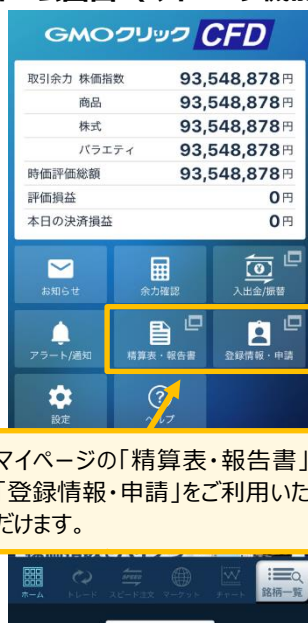 GMOクリック CFD
取引余力 株価指数 93,548,878円
商品 93,548,878円
株式 93,548,878円
バラエティ 93,548,878円
時価評価総額 93,548,878円
評価損益 0円
本日の決済損益 0円
お知らせ 余力確認 入出金/振替
アラート/通知 精算表・報告書 登録情報・申請
設定 ヘルプ
マイページの「精算表・報告書」
「登録情報・申請」をご利用いた
だけます。
ホーム トレード スピード注文 マーケット チャート 銘柄一覧